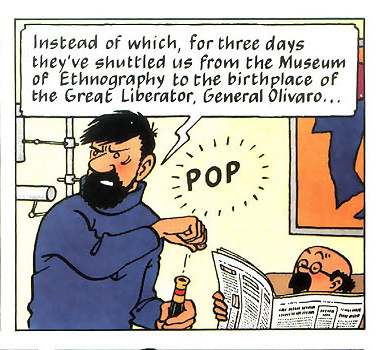 Instead of which, for three days
they've shuttled us from the Museum
of Ethnography to the birthplace of
the Great Liberator, General Olivaro...
POP